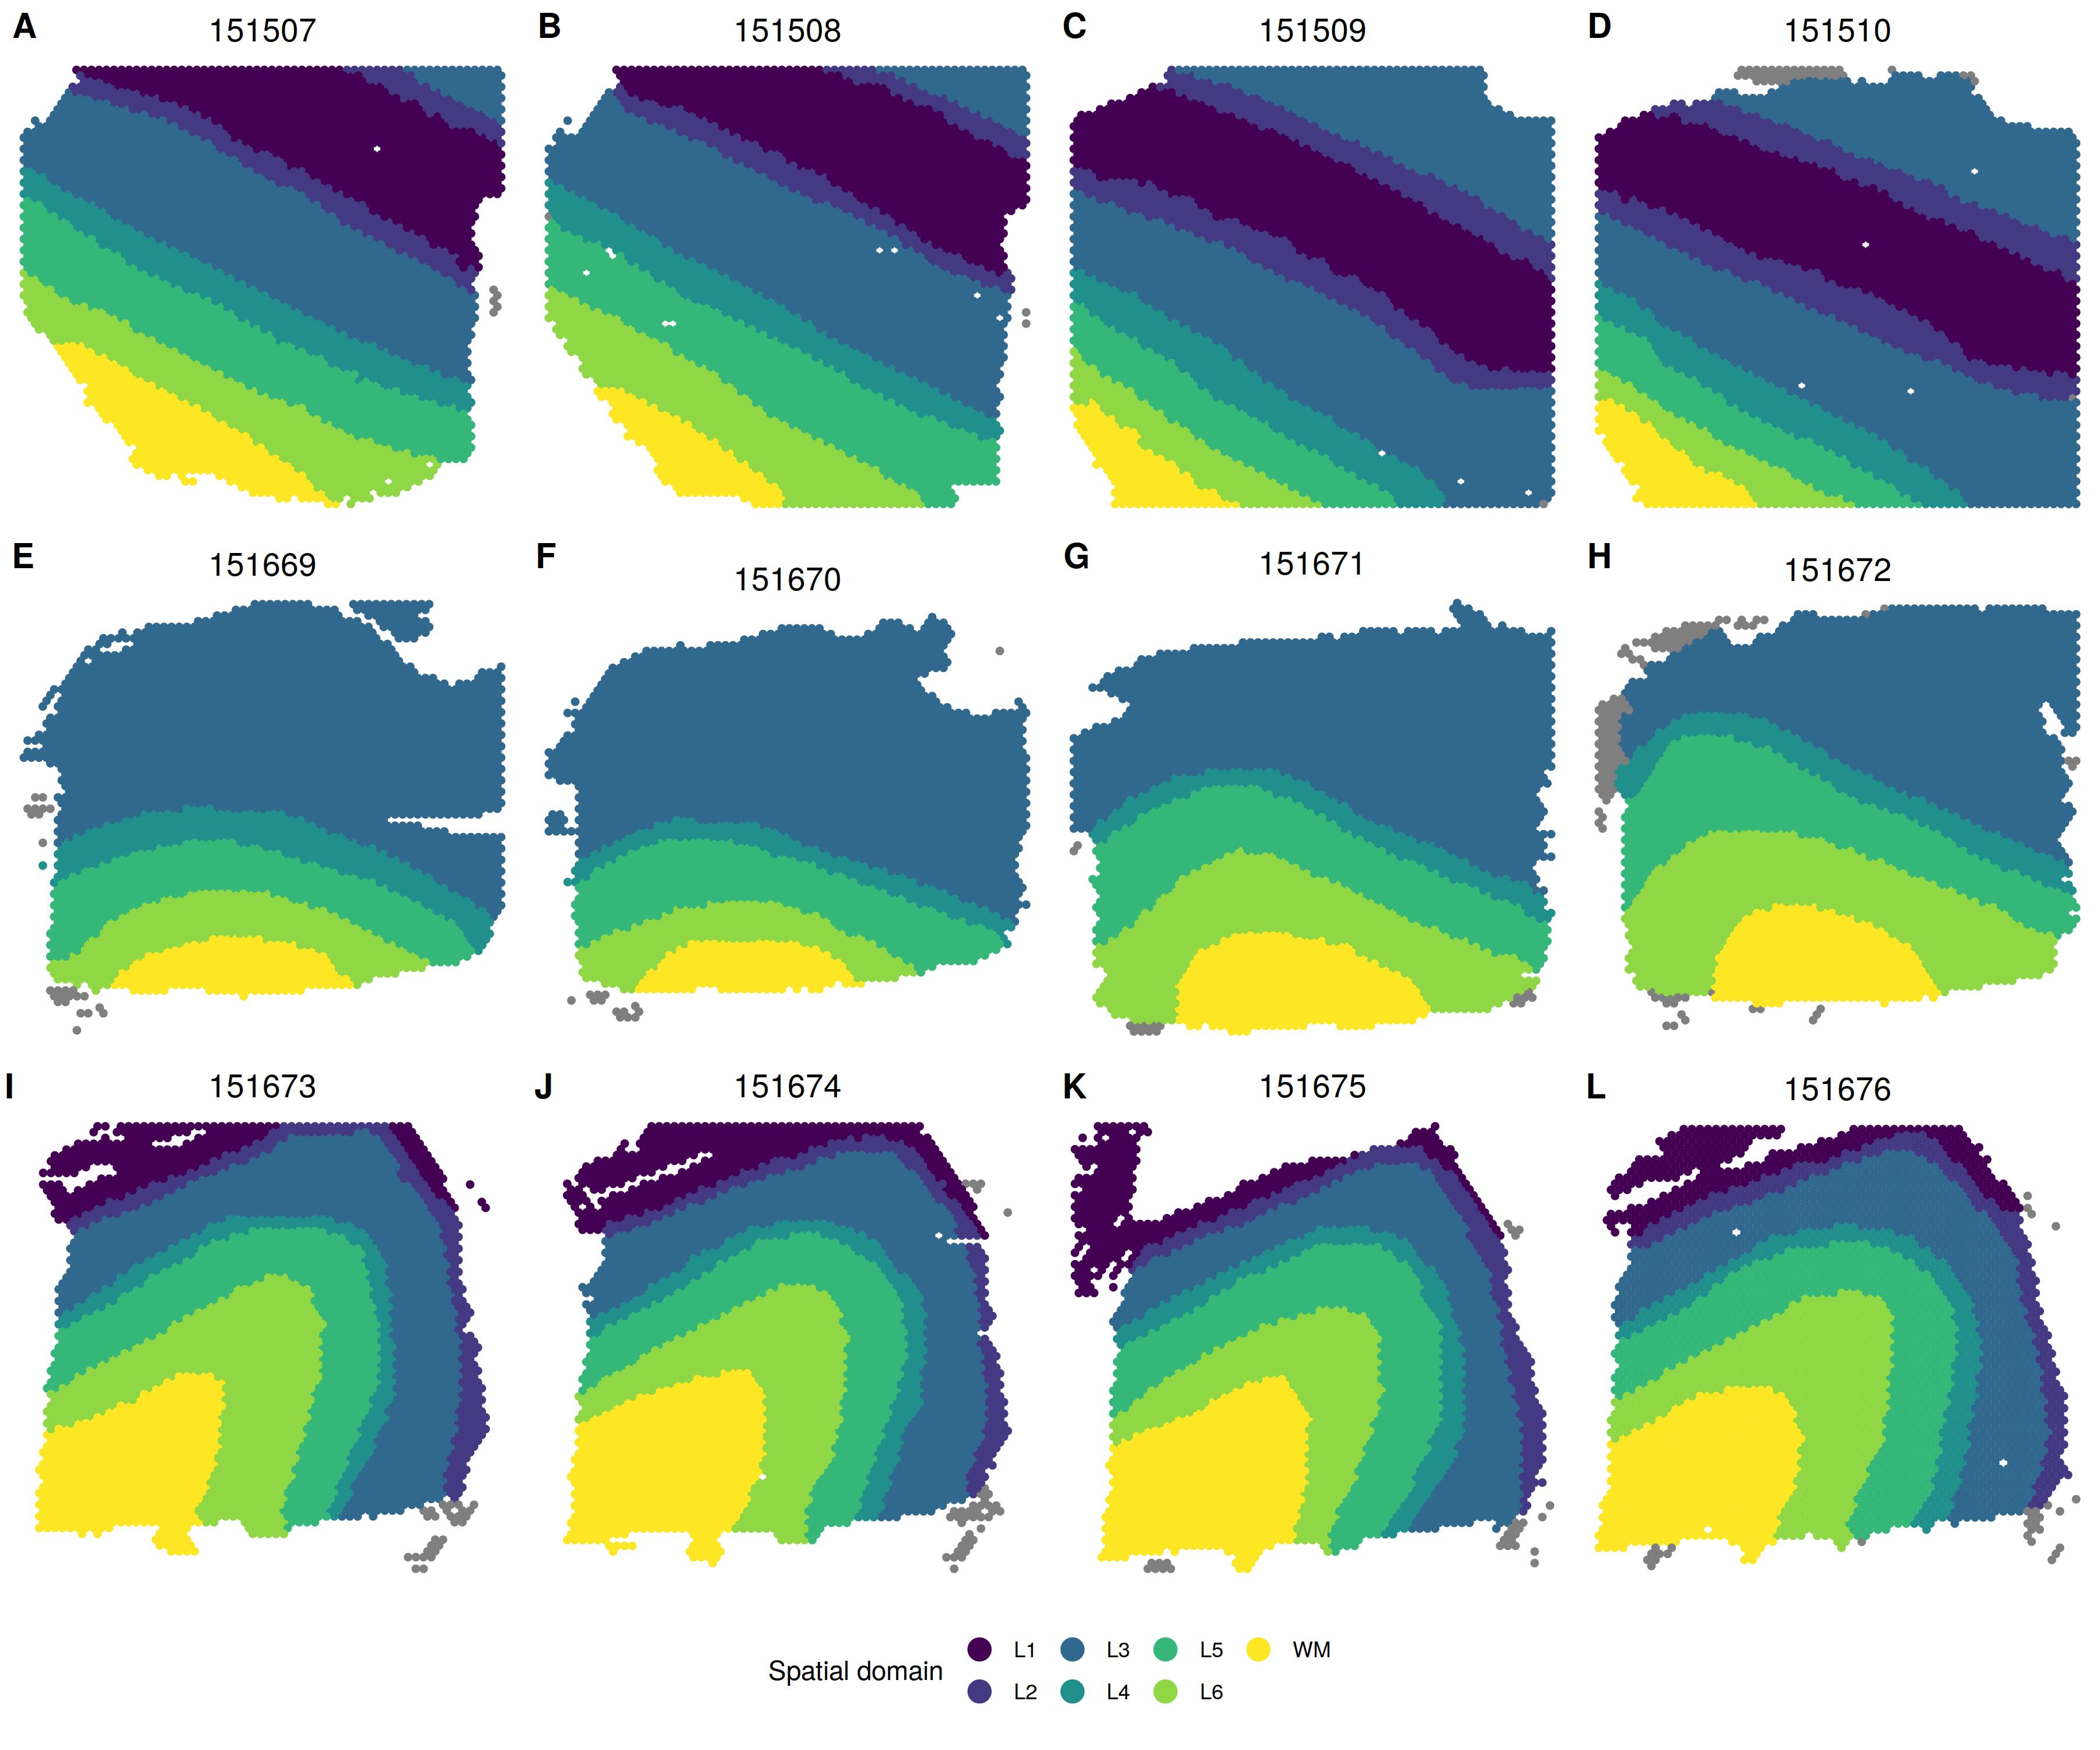 A 151507 B 151508 C 151509 D 151510
E 151669 F 151670 G 151671 H 151672
I 151673 J 151674 K 151675 L 151676
Spatial domain
L1 L3 L5 WM
L2 L4 L6